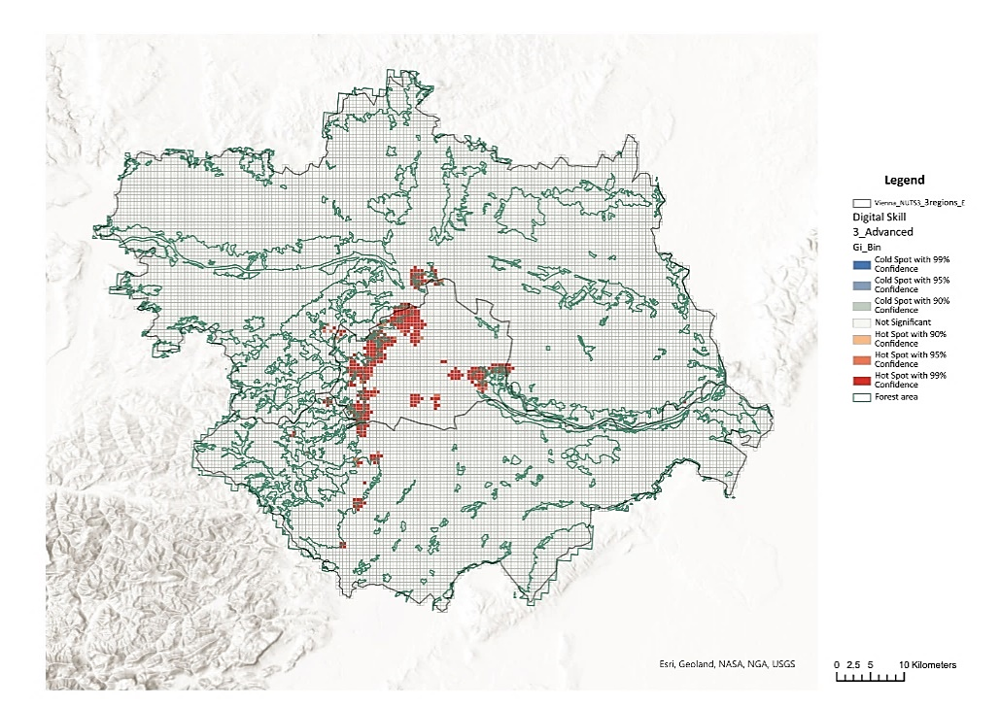 Legend
Vienna_NUTS3_3regions_E
Digital Skill
3_Advanced
Gi_Bin
Cold Spot with 99%
Confidence
Cold Spot with 95%
Confidence
Cold Spot with 90%
Confidence
Not Significant
Hot Spot with 90%
Confidence
Hot Spot with 95%
Confidence
Hot Spot with 99%
Confidence
Forest area
Esri, Geoland, NASA, NGA, USGS
0 2.5 5 10 Kilometers